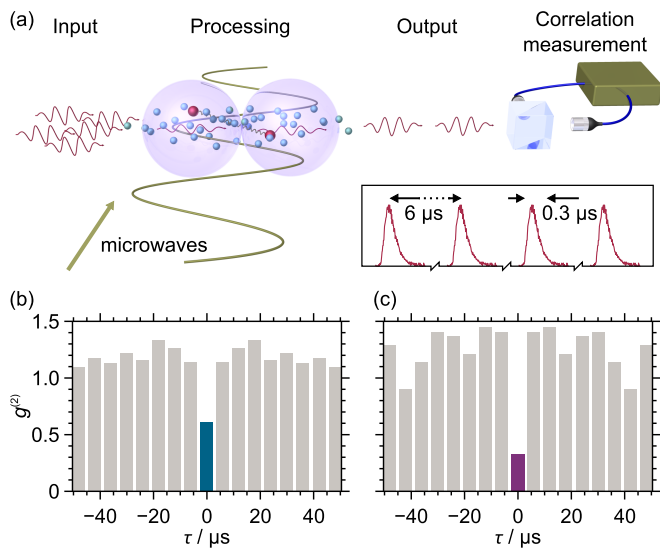 (a)
Input
Processing
Output
Correlation
measurement
microwaves
6 μs
0.3 μs
(b)
(c)
g(2)
1.5
1.0
0.5
0
−40
−20
0
20
40
−40
−20
0
20
40
τ / μs
τ / μs